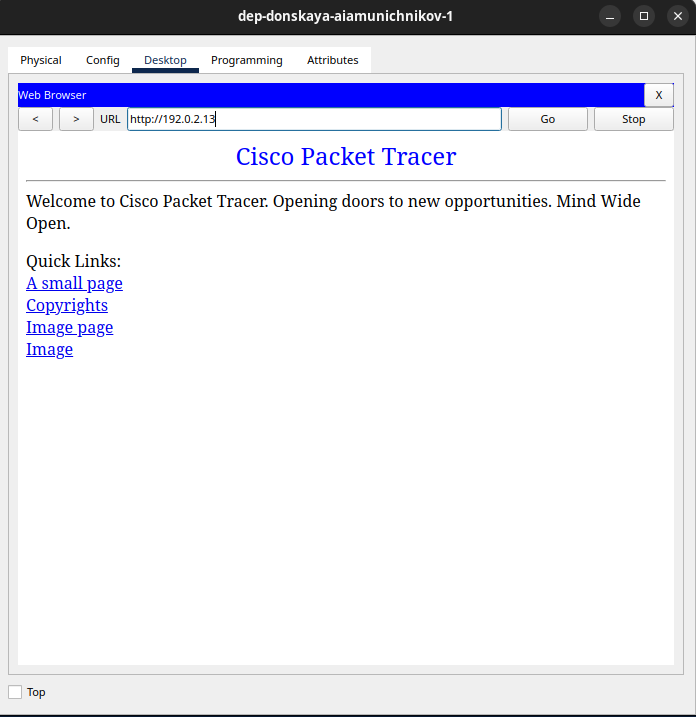 dep-donskaya-aiamunichnikov-1
Physical Config Desktop Programming Attributes
Web Browser X
< > URL http://192.0.2.13 Go Stop
Cisco Packet Tracer
Welcome to Cisco Packet Tracer. Opening doors to new opportunities. Mind Wide
Open.
Quick Links:
A small page
Copyrights
Image page
Image
Top